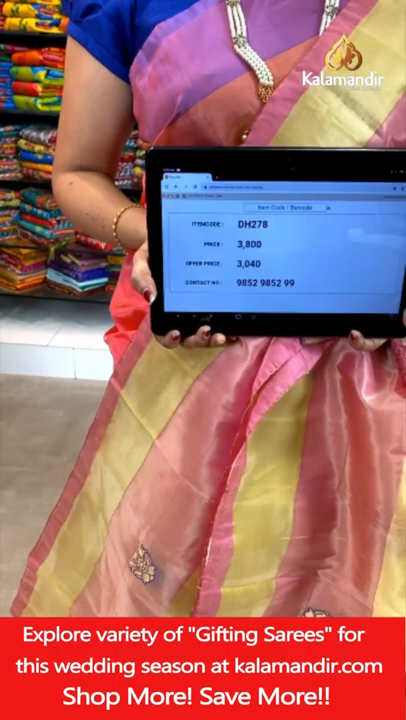 Kalamandir
Item Code / Barcode
ITEMCODE : DH278
PRICE : 3,800
OFFER PRICE : 3,040
CONTACT NO : 9852 9852 99
Explore variety of "Gifting Sarees" for
this wedding season at kalamandir.com
Shop More! Save More!!